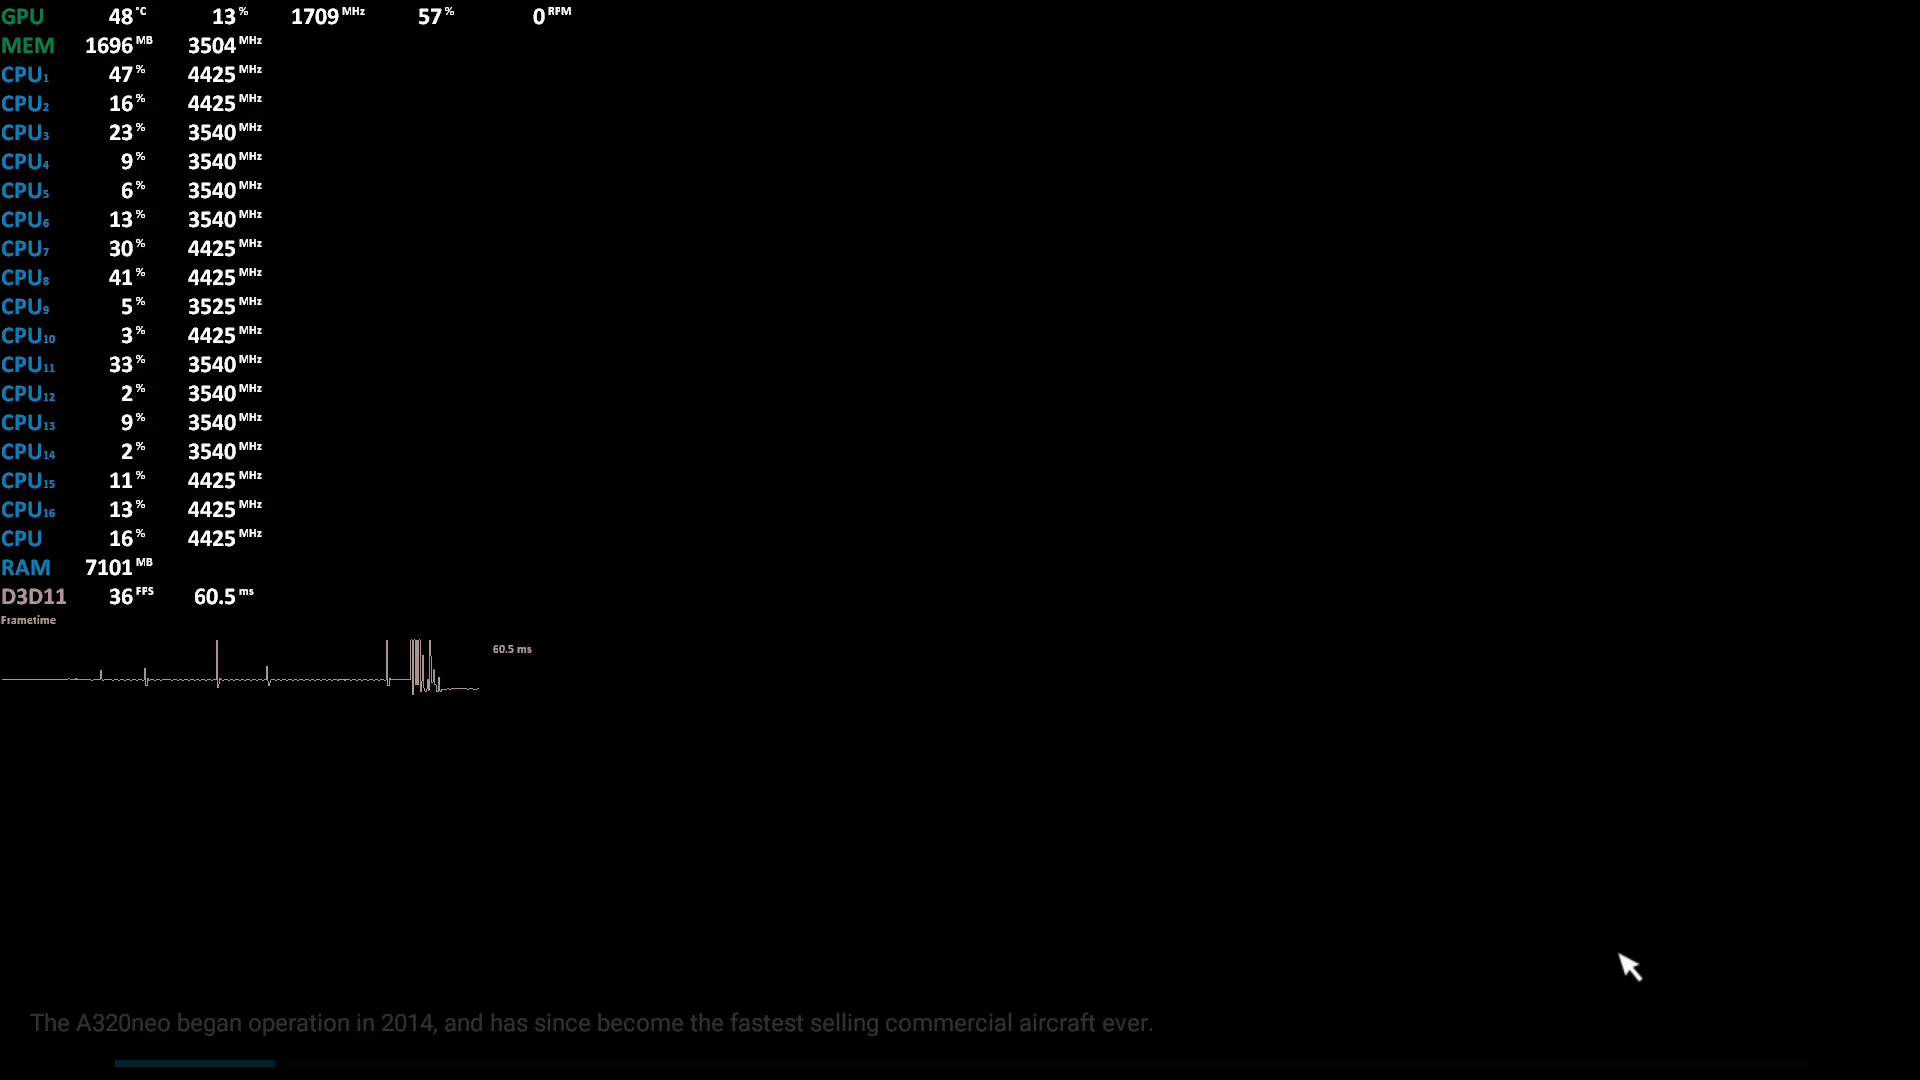 GPU 48 °C 13 % 1709 MHz 57 % 0 RPM
MEM 1696 MB 3504 MHz
CPU1 47 % 4425 MHz
CPU2 16 % 4425 MHz
CPU3 23 % 3540 MHz
CPU4 9 % 3540 MHz
CPU5 6 % 3540 MHz
CPU6 13 % 3540 MHz
CPU7 30 % 4425 MHz
CPU8 41 % 4425 MHz
CPU9 5 % 3525 MHz
CPU10 3 % 4425 MHz
CPU11 33 % 3540 MHz
CPU12 2 % 3540 MHz
CPU13 9 % 3540 MHz
CPU14 2 % 3540 MHz
CPU15 11 % 4425 MHz
CPU16 13 % 4425 MHz
CPU 16 % 4425 MHz
RAM 7101 MB
D3D11 36 FPS 60.5 ms
Frametime
60.5 ms
The A320neo began operation in 2014, and has since become the fastest selling commercial aircraft ever.